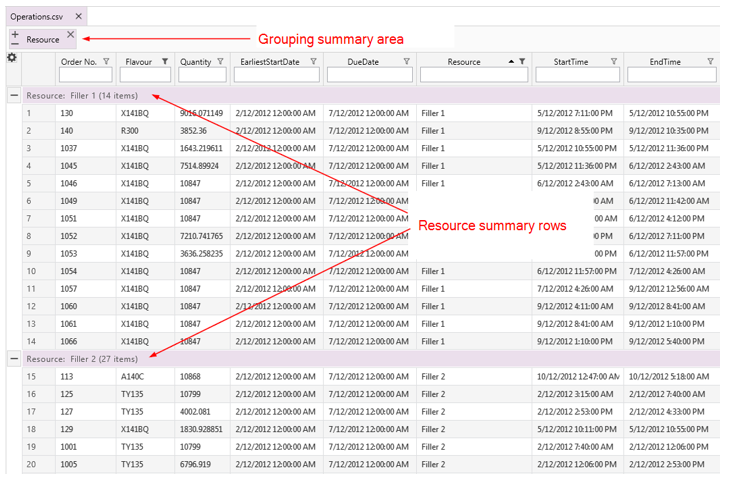 Operations.csv
Resource
Grouping summary area
Order No. Flavour Quantity EarliestStartDate DueDate Resource StartTime EndTime
Resource: Filler 1 (14 items)
1 130 X141BQ 9016.071149 2/12/2012 12:00:00 AM 7/12/2012 12:00:00 AM Filler 1 5/12/2012 7:11:00 PM 5/12/2012 10:55:00 PM
2 140 R300 3852.36 2/12/2012 12:00:00 AM 7/12/2012 12:00:00 AM Filler 1 9/12/2012 8:55:00 PM 9/12/2012 10:35:00 PM
3 1037 X141BQ 1643.219611 2/12/2012 12:00:00 AM 7/12/2012 12:00:00 AM Filler 1 5/12/2012 10:55:00 PM 5/12/2012 11:36:00 PM
4 1045 X141BQ 7514.89924 2/12/2012 12:00:00 AM 7/12/2012 12:00:00 AM Filler 1 5/12/2012 11:36:00 PM 6/12/2012 2:43:00 AM
5 1046 X141BQ 10847 2/12/2012 12:00:00 AM 7/12/2012 12:00:00 AM Filler 1 6/12/2012 2:43:00 AM 6/12/2012 7:13:00 AM
6 1049 X141BQ 10847 2/12/2012 12:00:00 AM 7/12/2012 12:00:00 :00 AM 6/12/2012 11:42:00 AM
7 1051 X141BQ 10847 2/12/2012 12:00:00 AM 7/12/2012 12:00:00 :00 AM 6/12/2012 4:12:00 PM
Resource summary rows
8 1052 X141BQ 7210.741765 2/12/2012 12:00:00 AM 7/12/2012 12:00:00 00 PM 6/12/2012 7:11:00 PM
9 1053 X141BQ 3636.258235 2/12/2012 12:00:00 AM 7/12/2012 12:00:00 00 PM 6/12/2012 11:57:00 PM
10 1054 X141BQ 10847 2/12/2012 12:00:00 AM 7/12/2012 12:00:00 AM Filler 1 6/12/2012 11:57:00 PM 7/12/2012 4:26:00 AM
11 1057 X141BQ 10847 2/12/2012 12:00:00 AM 7/12/2012 12:00:00 AM Filler 1 7/12/2012 4:26:00 AM 9/12/2012 12:56:00 AM
12 1060 X141BQ 10847 2/12/2012 12:00:00 AM 7/12/2012 12:00:00 AM Filler 1 9/12/2012 4:11:00 AM 9/12/2012 8:41:00 AM
13 1061 X141BQ 10847 2/12/2012 12:00:00 AM 7/12/2012 12:00:00 AM Filler 1 9/12/2012 8:41:00 AM 9/12/2012 1:10:00 PM
14 1066 X141BQ 10847 2/12/2012 12:00:00 AM 7/12/2012 12:00:00 AM Filler 1 9/12/2012 1:10:00 PM 9/12/2012 5:40:00 PM
Resource: Filler 2 (27 items)
15 113 A140C 10868 2/12/2012 12:00:00 AM 7/12/2012 12:00:00 AM Filler 2 10/12/2012 12:47:00 AM 10/12/2012 5:18:00 AM
16 125 TY135 10799 2/12/2012 12:00:00 AM 7/12/2012 12:00:00 AM Filler 2 2/12/2012 3:15:00 AM 2/12/2012 7:40:00 AM
17 127 TY135 4002.081 2/12/2012 12:00:00 AM 7/12/2012 12:00:00 AM Filler 2 2/12/2012 2:53:00 PM 2/12/2012 4:33:00 PM
18 129 X141BQ 1830.928851 2/12/2012 12:00:00 AM 7/12/2012 12:00:00 AM Filler 2 5/12/2012 10:11:00 PM 5/12/2012 10:55:00 PM
19 1001 TY135 10799 2/12/2012 12:00:00 AM 7/12/2012 12:00:00 AM Filler 2 2/12/2012 7:40:00 AM 2/12/2012 12:06:00 PM
20 1005 TY135 6796.919 2/12/2012 12:00:00 AM 7/12/2012 12:00:00 AM Filler 2 2/12/2012 12:06:00 PM 2/12/2012 2:53:00 PM